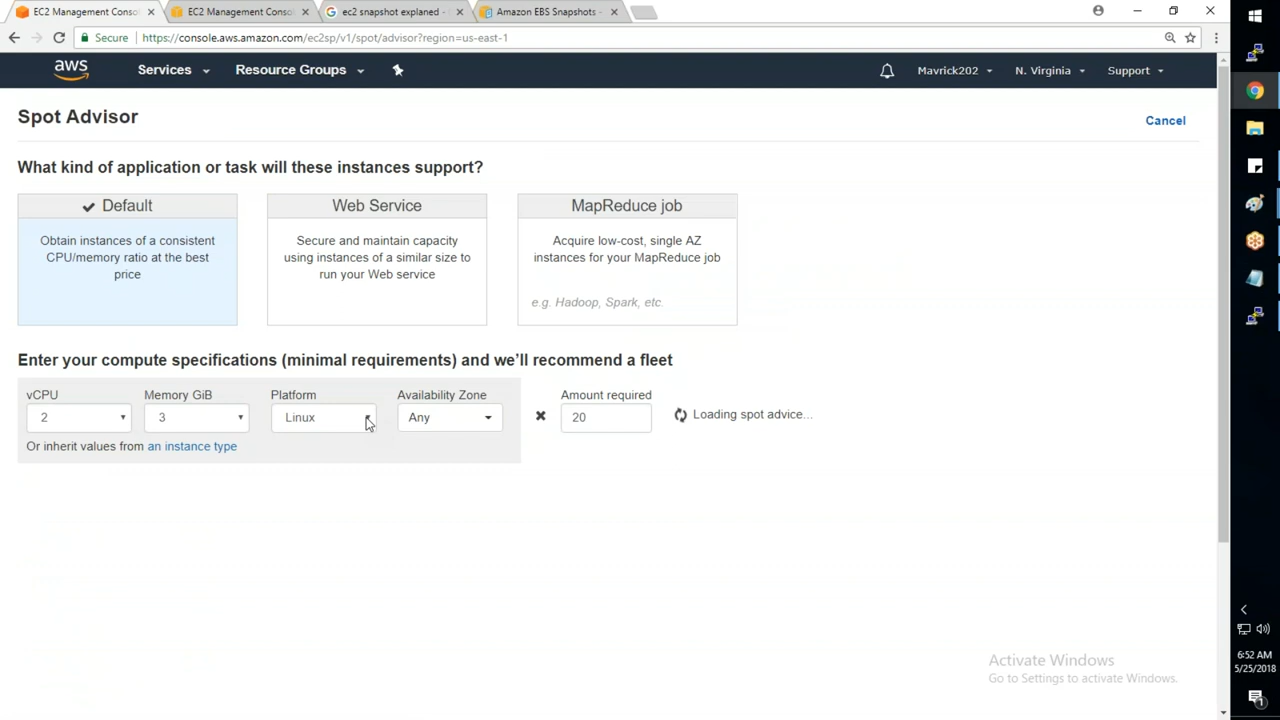 EC2 Management Conso
EC2 Management Conso
ec2 snapshot explaned -
Amazon EBS Snapshots -
Secure
https://console.aws.amazon.com/ec2sp/v1/spot/advisor?region=us-east-1
aws
Services
Resource Groups
Mavrick202
N. Virginia
Support
Spot Advisor
Cancel
What kind of application or task will these instances support?
Default
Obtain instances of a consistent
CPU/memory ratio at the best
price
Web Service
Secure and maintain capacity
using instances of a similar size to
run your Web service
MapReduce job
Acquire low-cost, single AZ
instances for your MapReduce job
e.g. Hadoop, Spark, etc.
Enter your compute specifications (minimal requirements) and we'll recommend a fleet
vCPU
Memory GiB
Platform
Availability Zone
Amount required
2
3
Linux
Any
20
Loading spot advice...
Or inherit values from an instance type
Activate Windows
Go to Settings to activate Windows.
6:52 AM
5/25/2018
1